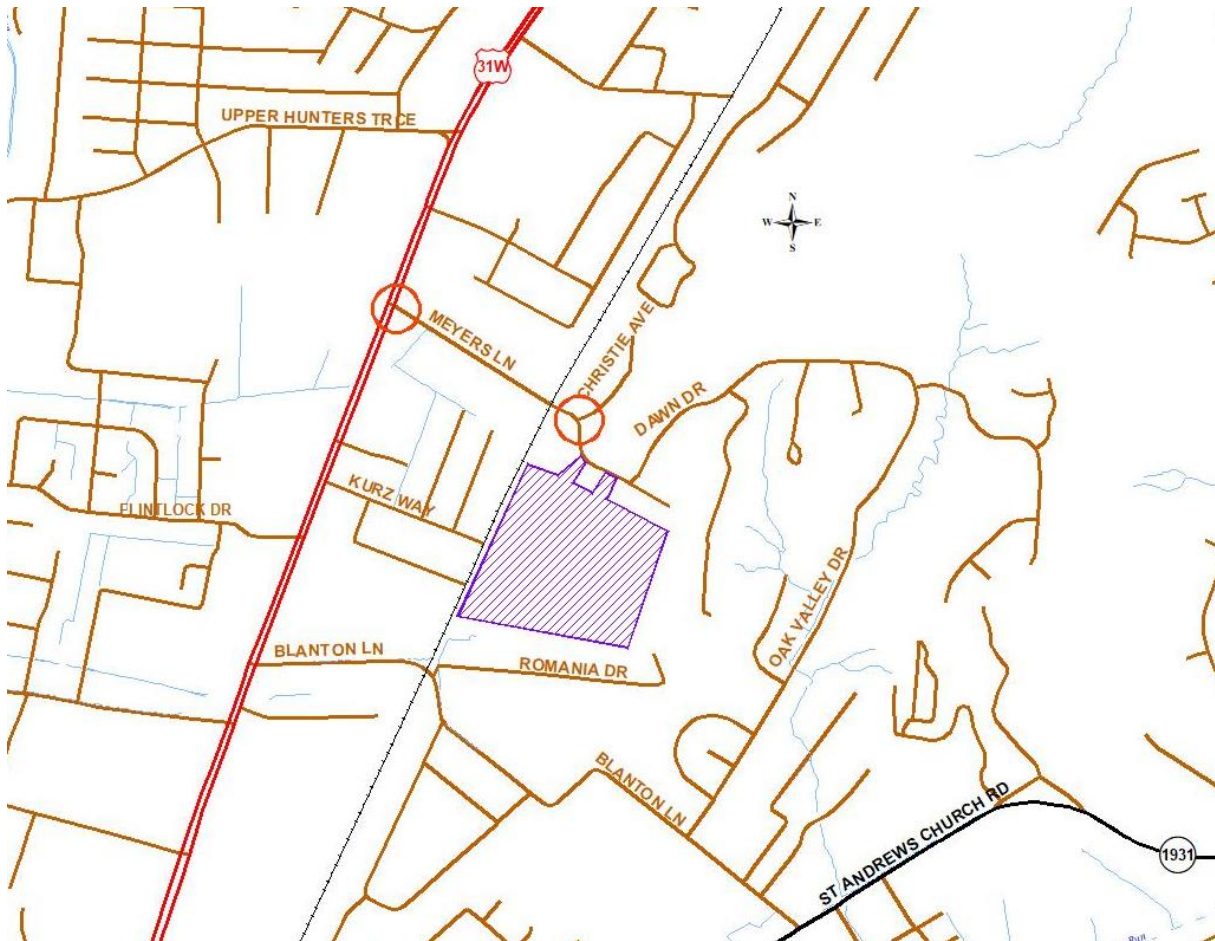 31W
UPPER HUNTERS TRCE
N
W E
S
MEYERS LN
CHRISTIE AVE
DAWN DR
KURZ WAY
FLINTLOCK DR
OAK VALLEY DR
BLANTON LN
ROMANIA DR
BLANTON LN
ST ANDREWS CHURCH RD
1931
Run